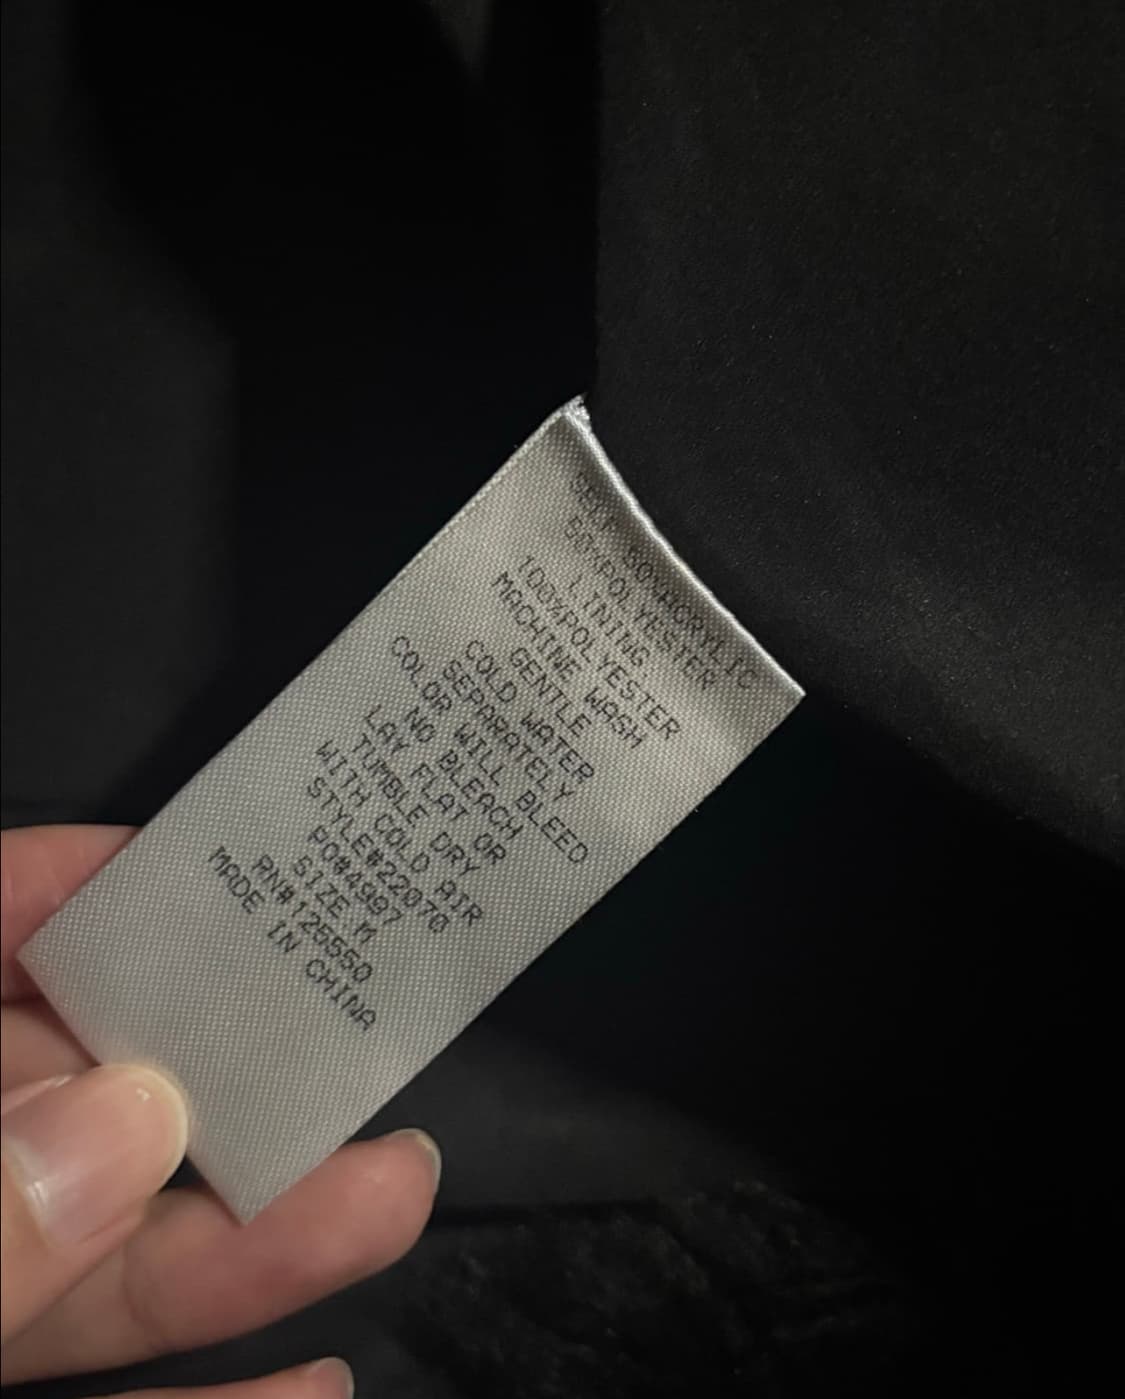 SELF 50%ACRYLIC
50%POLYESTER
LINING
100%POLYESTER
MACHINE WASH
GENTLE
COLD WATER
SEPARATELY
COLOR WILL BLEED
NO BLEACH
LAY FLAT OR
TUMBLE DRY
WITH COLD AIR
STYLE#22070
PO#4997
SIZE:M
RN#125550
MADE IN CHINA